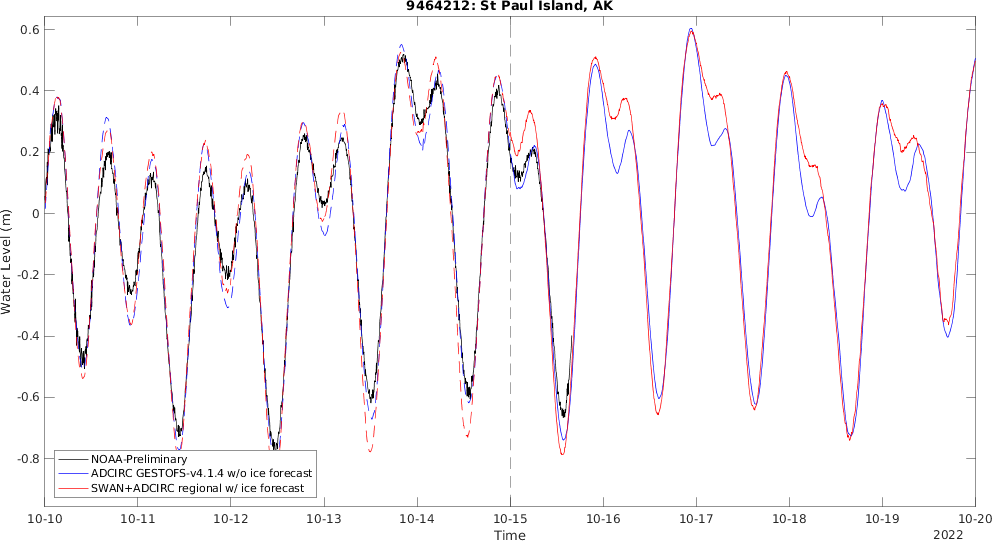 9464212: St Paul Island, AK
0.6
0.4
0.2
0
-0.2
-0.4
-0.6
-0.8
Water Level (m)
NOAA-Preliminary
ADCIRC GESTOFS-v4.1.4 w/o ice forecast
SWAN+ADCIRC regional w/ ice forecast
10-10 10-11 10-12 10-13 10-14 10-15 10-16 10-17 10-18 10-19 10-20
Time
2022